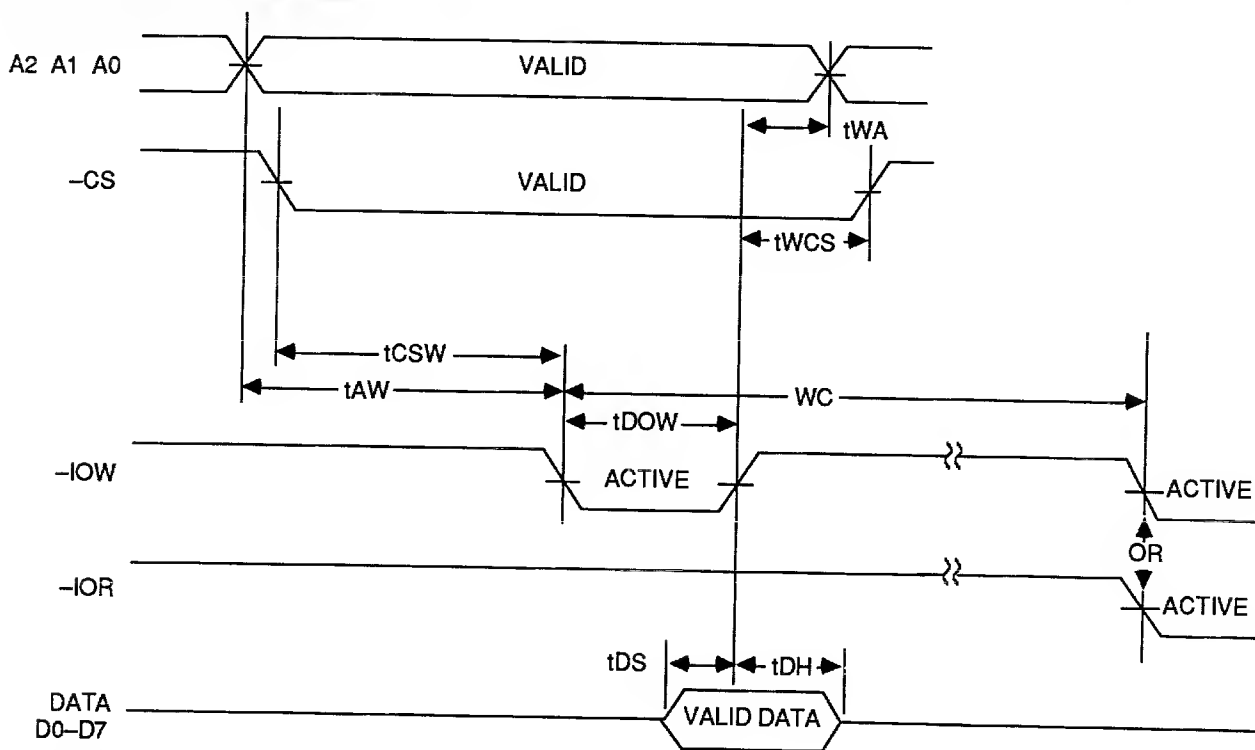 A2 A1 A0
VALID
tWA
–CS
VALID
tWCS
tCSW
tAW
WC
tDOW
–IOW
ACTIVE
ACTIVE
OR
–IOR
ACTIVE
tDS
tDH
DATA
D0–D7
VALID DATA